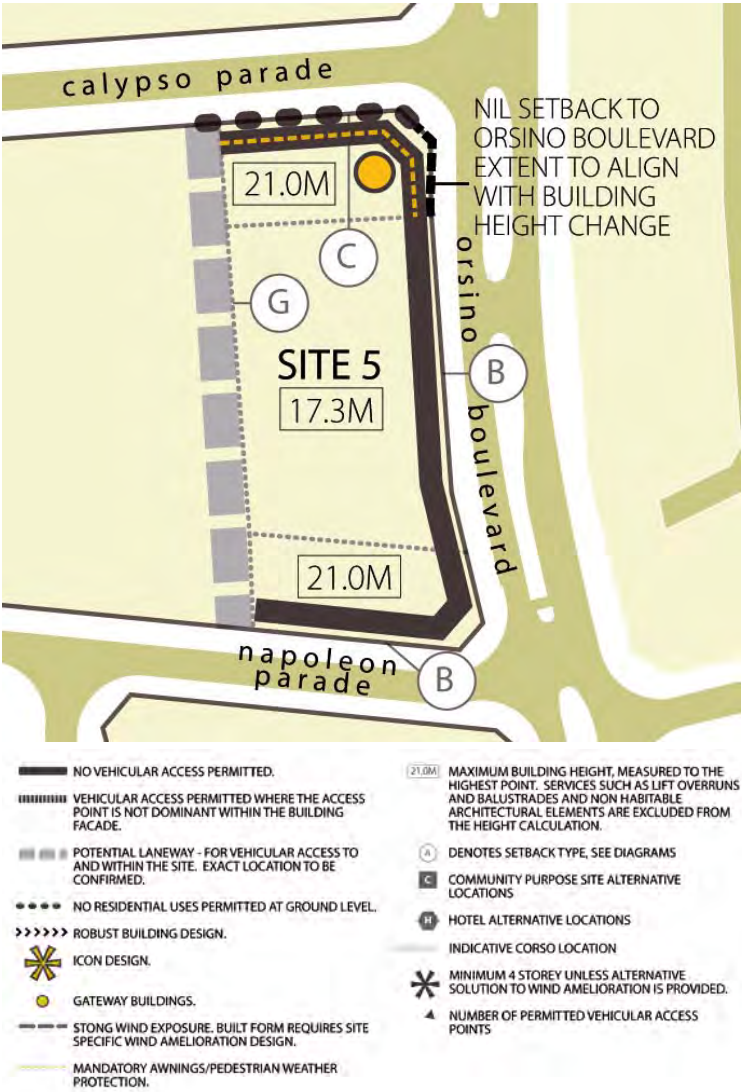 calypso parade
NIL SETBACK TO
ORSINO BOULEVARD
EXTENT TO ALIGN
WITH BUILDING
HEIGHT CHANGE
21.0M
C
G
orsino boulevard
SITE 5
17.3M
B
21.0M
napoleon
parade
B
NO VEHICULAR ACCESS PERMITTED.
VEHICULAR ACCESS PERMITTED WHERE THE ACCESS
POINT IS NOT DOMINANT WITHIN THE BUILDING
FACADE.
POTENTIAL LANEWAY - FOR VEHICULAR ACCESS TO
AND WITHIN THE SITE. EXACT LOCATION TO BE
CONFIRMED.
NO RESIDENTIAL USES PERMITTED AT GROUND LEVEL.
ROBUST BUILDING DESIGN.
ICON DESIGN.
GATEWAY BUILDINGS.
STONG WIND EXPOSURE. BUILT FORM REQUIRES SITE
SPECIFIC WIND AMELIORATION DESIGN.
MANDATORY AWNINGS/PEDESTRIAN WEATHER
PROTECTION.
21.0M MAXIMUM BUILDING HEIGHT, MEASURED TO THE
HIGHEST POINT. SERVICES SUCH AS LIFT OVERRUNS
AND BALUSTRADES AND NON HABITABLE
ARCHITECTURAL ELEMENTS ARE EXCLUDED FROM
THE HEIGHT CALCULATION.
A DENOTES SETBACK TYPE, SEE DIAGRAMS
C COMMUNITY PURPOSE SITE ALTERNATIVE
LOCATIONS
H HOTEL ALTERNATIVE LOCATIONS
INDICATIVE CORSO LOCATION
MINIMUM 4 STOREY UNLESS ALTERNATIVE
SOLUTION TO WIND AMELIORATION IS PROVIDED.
NUMBER OF PERMITTED VEHICULAR ACCESS
POINTS